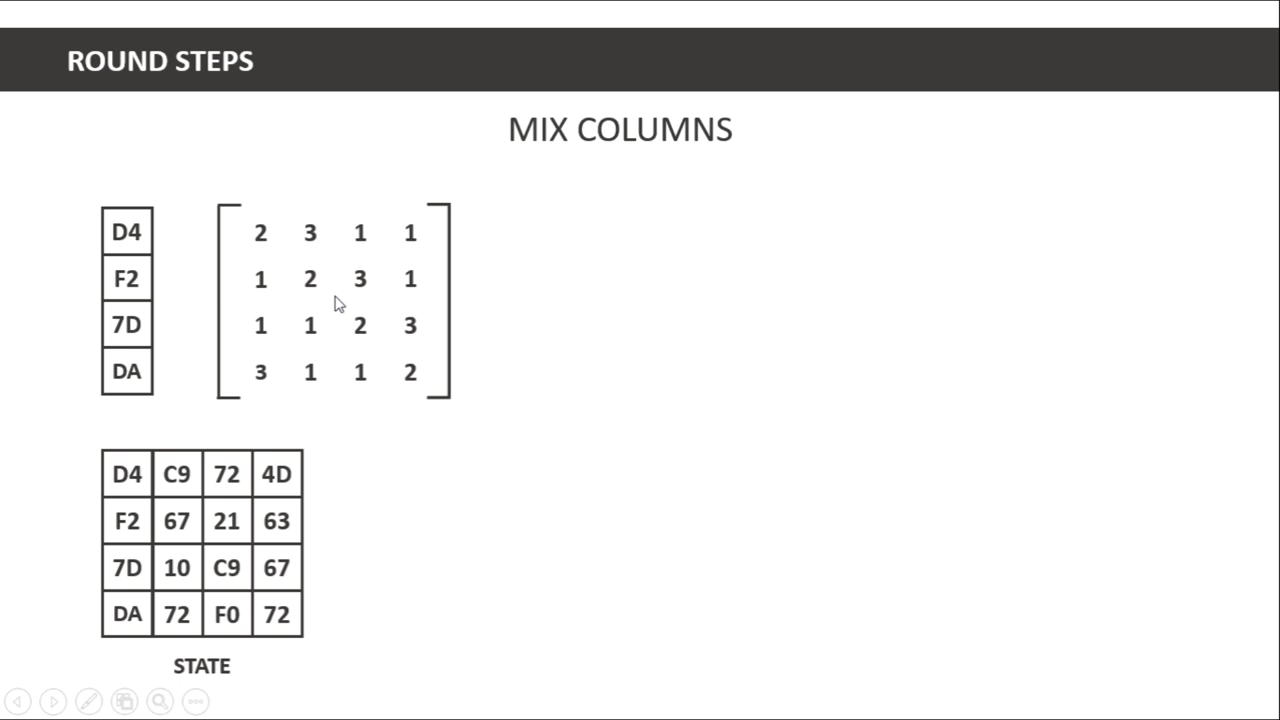 ROUND STEPS
MIX COLUMNS
D4
F2
7D
DA
2 3 1 1
1 2 3 1
1 1 2 3
3 1 1 2
D4 C9 72 4D
F2 67 21 63
7D 10 C9 67
DA 72 F0 72
STATE